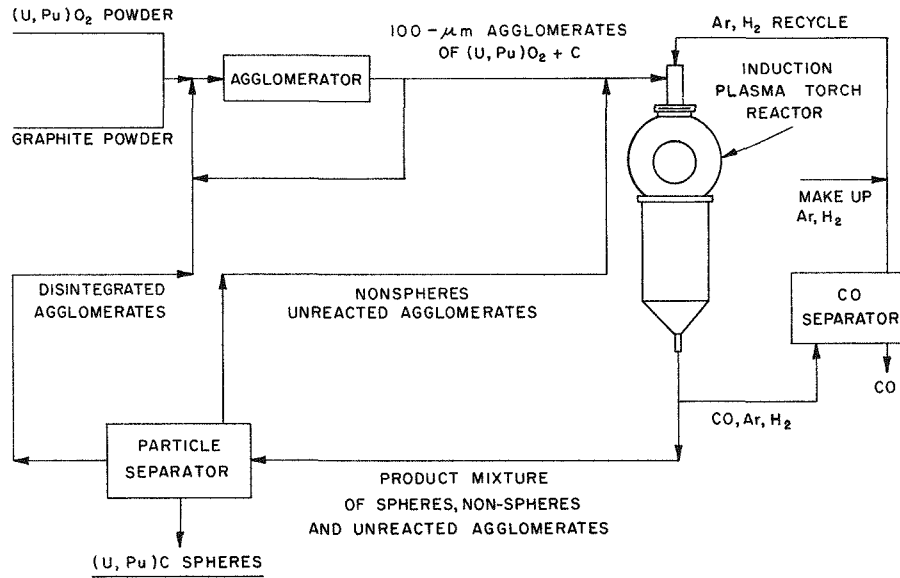 (U, Pu)O₂ POWDER
GRAPHITE POWDER
AGGLOMERATOR
100-μm AGGLOMERATES
OF (U, Pu)O₂ + C
Ar, H₂ RECYCLE
INDUCTION
PLASMA TORCH
REACTOR
MAKE UP
Ar, H₂
CO
SEPARATOR
CO
CO, Ar, H₂
DISINTEGRATED
AGGLOMERATES
NONSPHERES
UNREACTED AGGLOMERATES
PARTICLE
SEPARATOR
PRODUCT MIXTURE
OF SPHERES, NON-SPHERES
AND UNREACTED AGGLOMERATES
(U, Pu)C SPHERES